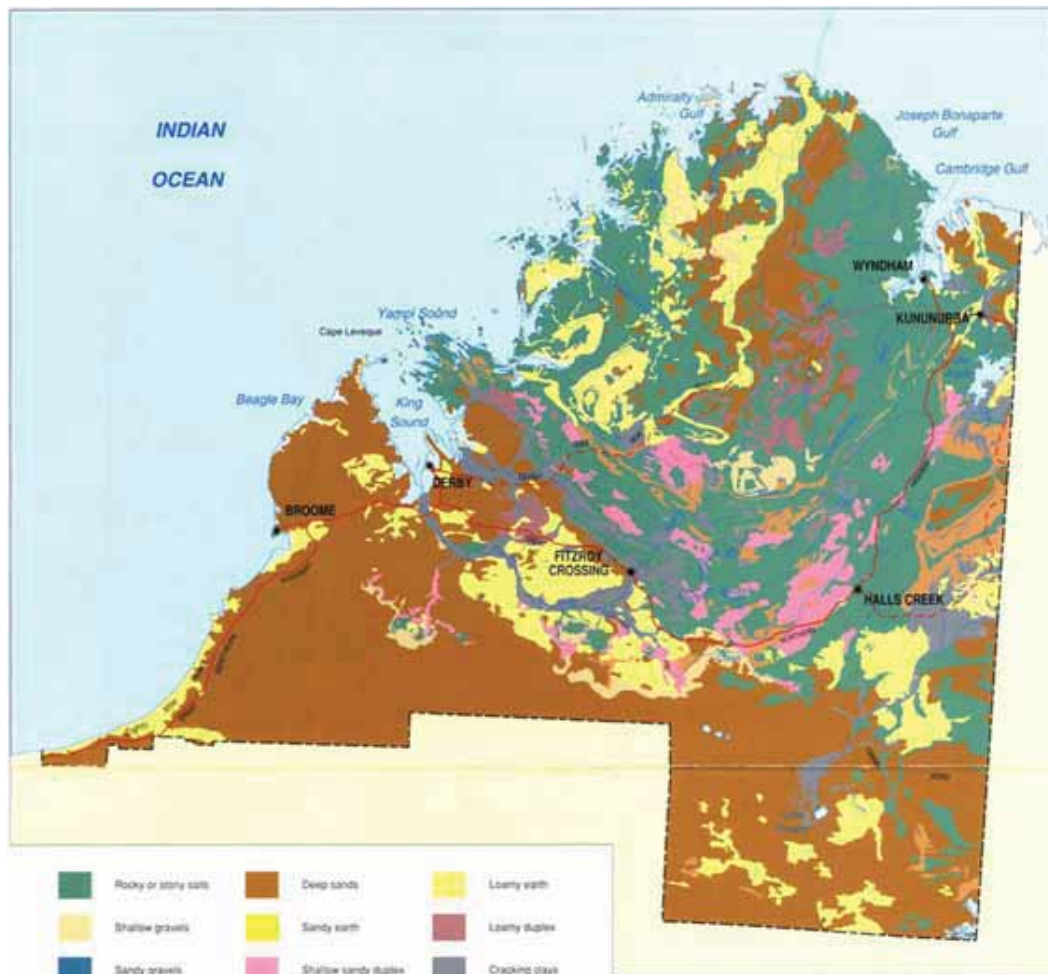 INDIAN
OCEAN
Admiralty
Gulf
Joseph Bonaparte
Gulf
Cambridge Gulf
WYNDHAM
KUNUNURRA
Yampi Sound
Cape Leveque
Beagle Bay
King
Sound
DERBY
BROOME
FITZROY
CROSSING
HALLS CREEK
Rocky or stony soils
Deep sands
Loamy earth
Shallow gravels
Sandy earth
Loamy duplex
Sandy gravels
Shallow sandy duplex
Cracking clays